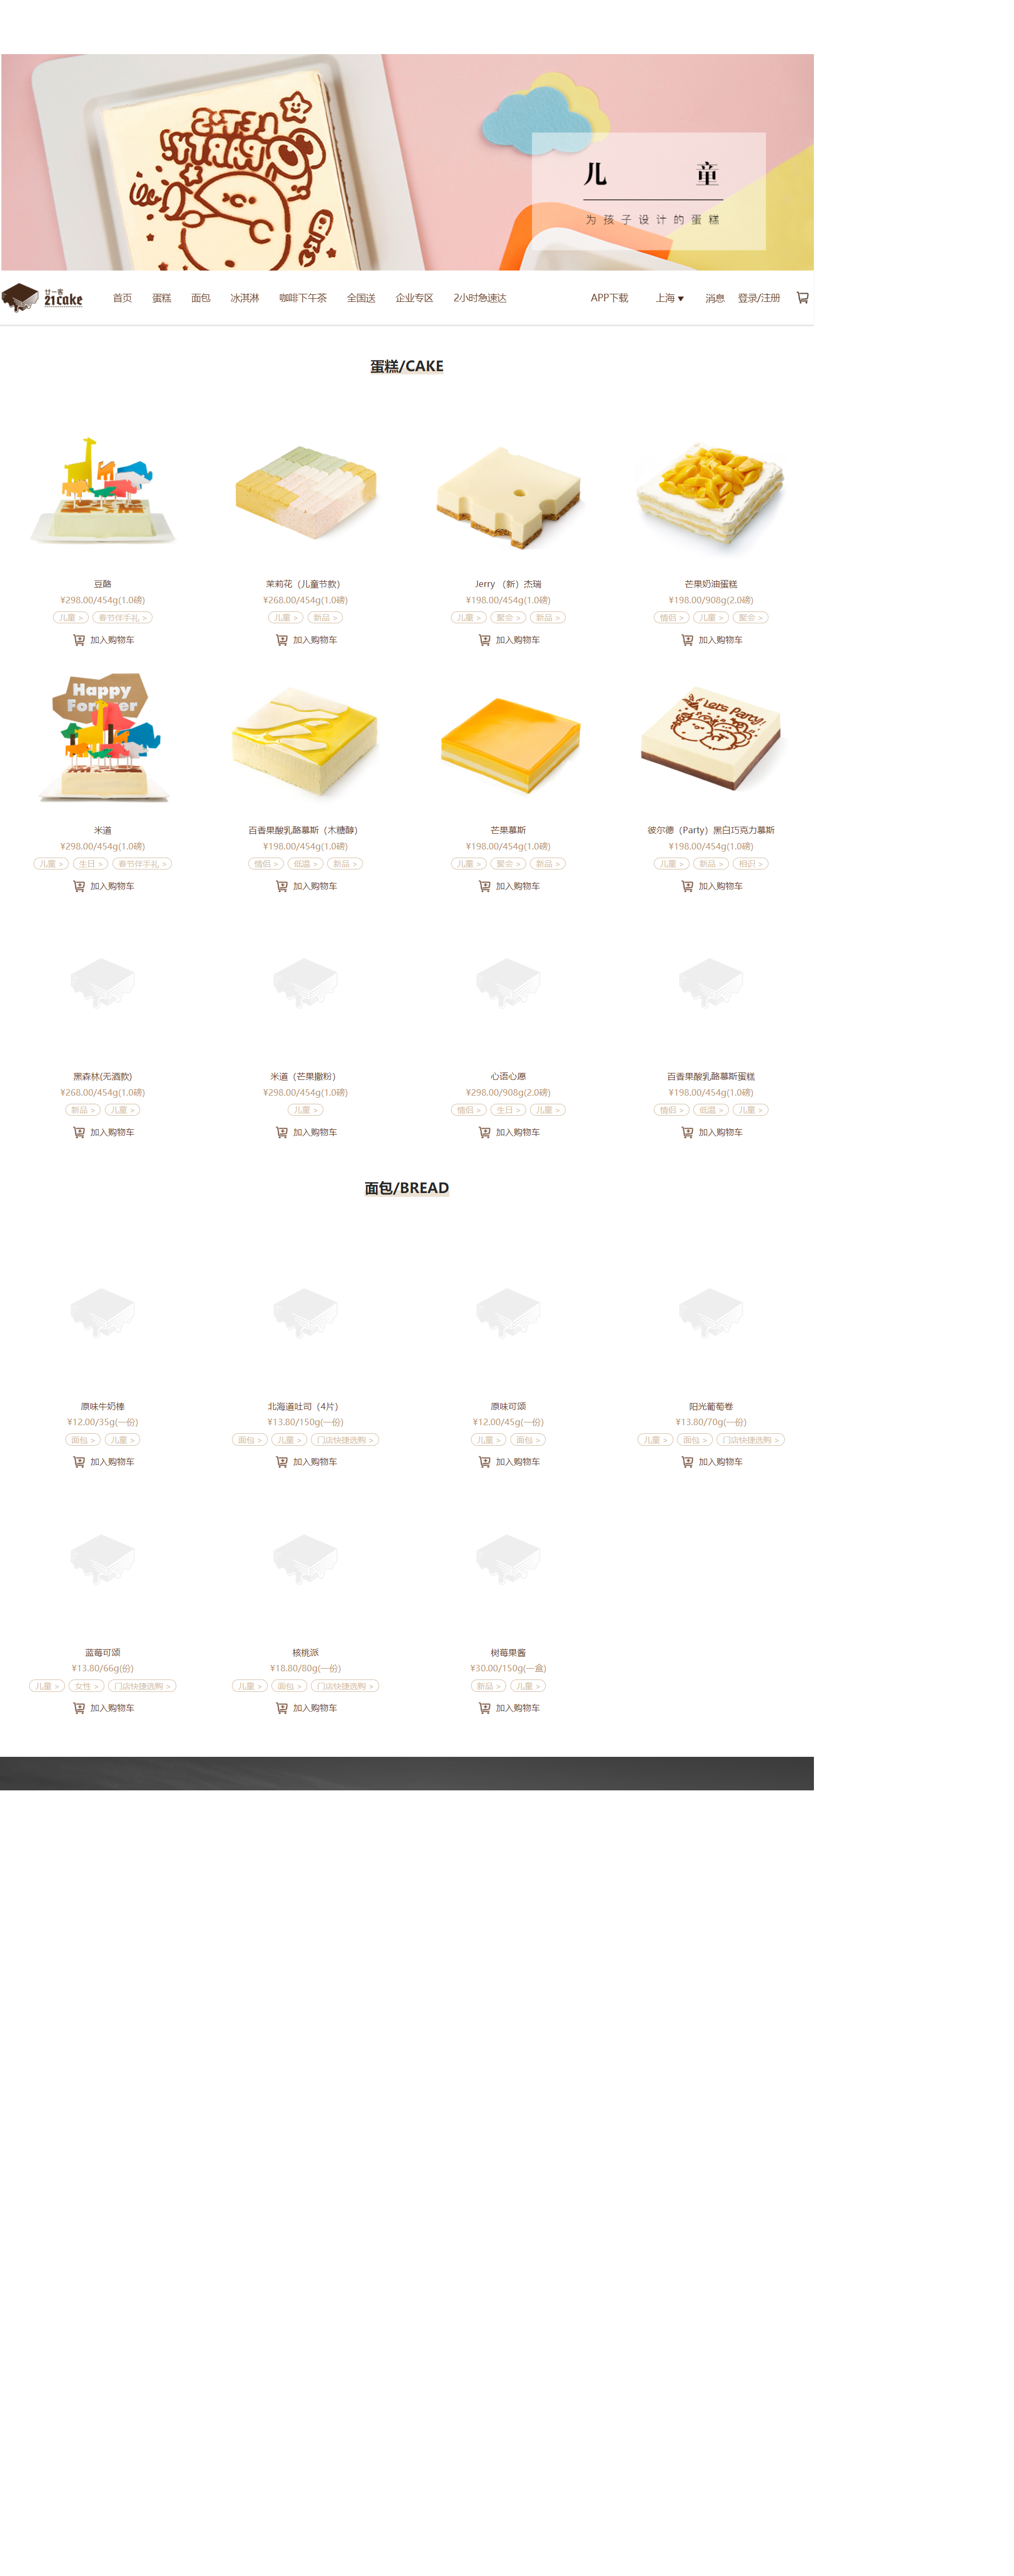 儿 童
为孩子设计的蛋糕
廿一客
21cake
首页 蛋糕 面包 冰淇淋 咖啡下午茶 全国送 企业专区 2小时急速达 APP下载 上海 ▼ 消息 登录/注册
蛋糕/CAKE
豆酪 茉莉花（儿童节款） Jerry （新）杰瑞 芒果奶油蛋糕
¥298.00/454g(1.0磅) ¥268.00/454g(1.0磅) ¥198.00/454g(1.0磅) ¥198.00/908g(2.0磅)
儿童 > 春节伴手礼 > 儿童 > 新品 > 儿童 > 聚会 > 新品 > 情侣 > 儿童 > 聚会 >
加入购物车 加入购物车 加入购物车 加入购物车
Happy
Forever
Let's Party!
米道 百香果酸乳酪慕斯（木糖醇） 芒果慕斯 彼尔德（Party）黑白巧克力慕斯
¥298.00/454g(1.0磅) ¥198.00/454g(1.0磅) ¥198.00/454g(1.0磅) ¥198.00/454g(1.0磅)
儿童 > 生日 > 春节伴手礼 > 情侣 > 低温 > 新品 > 儿童 > 聚会 > 新品 > 儿童 > 新品 > 相识 >
加入购物车 加入购物车 加入购物车 加入购物车
黑森林(无酒款) 米道（芒果撒粉） 心语心愿 百香果酸乳酪慕斯蛋糕
¥268.00/454g(1.0磅) ¥298.00/454g(1.0磅) ¥298.00/908g(2.0磅) ¥198.00/454g(1.0磅)
新品 > 儿童 > 儿童 > 情侣 > 生日 > 儿童 > 情侣 > 低温 > 儿童 >
加入购物车 加入购物车 加入购物车 加入购物车
面包/BREAD
原味牛奶棒 北海道吐司（4片） 原味可颂 阳光葡萄卷
¥12.00/35g(一份) ¥13.80/150g(一份) ¥12.00/45g(一份) ¥13.80/70g(一份)
面包 > 儿童 > 面包 > 儿童 > 门店快捷选购 > 儿童 > 面包 > 儿童 > 面包 > 门店快捷选购 >
加入购物车 加入购物车 加入购物车 加入购物车
蓝莓可颂 核桃派 树莓果酱
¥13.80/66g(份) ¥18.80/80g(一份) ¥30.00/150g(一盒)
儿童 > 女性 > 门店快捷选购 > 儿童 > 面包 > 门店快捷选购 > 新品 > 儿童 >
加入购物车 加入购物车 加入购物车